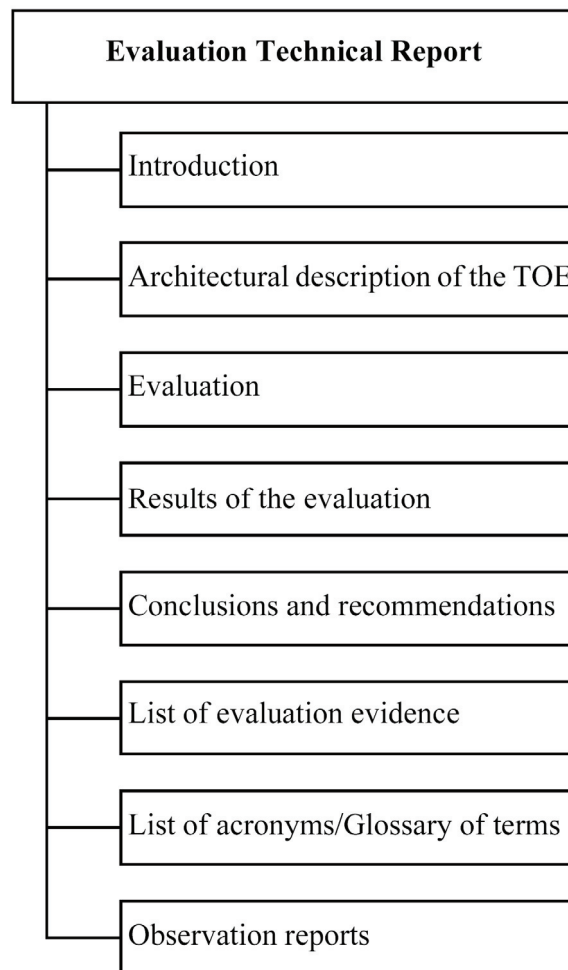 Evaluation Technical Report
Introduction
Architectural description of the TOE
Evaluation
Results of the evaluation
Conclusions and recommendations
List of evaluation evidence
List of acronyms/Glossary of terms
Observation reports